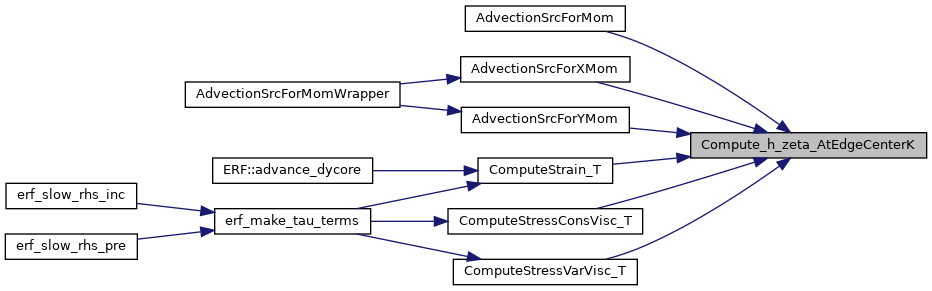 AdvectionSrcForMom
AdvectionSrcForXMom
AdvectionSrcForMomWrapper
AdvectionSrcForYMom
Compute_h_zeta_AtEdgeCenterK
ERF::advance_dycore
ComputeStrain_T
erf_slow_rhs_inc
erf_make_tau_terms
ComputeStressConsVisc_T
erf_slow_rhs_pre
ComputeStressVarVisc_T